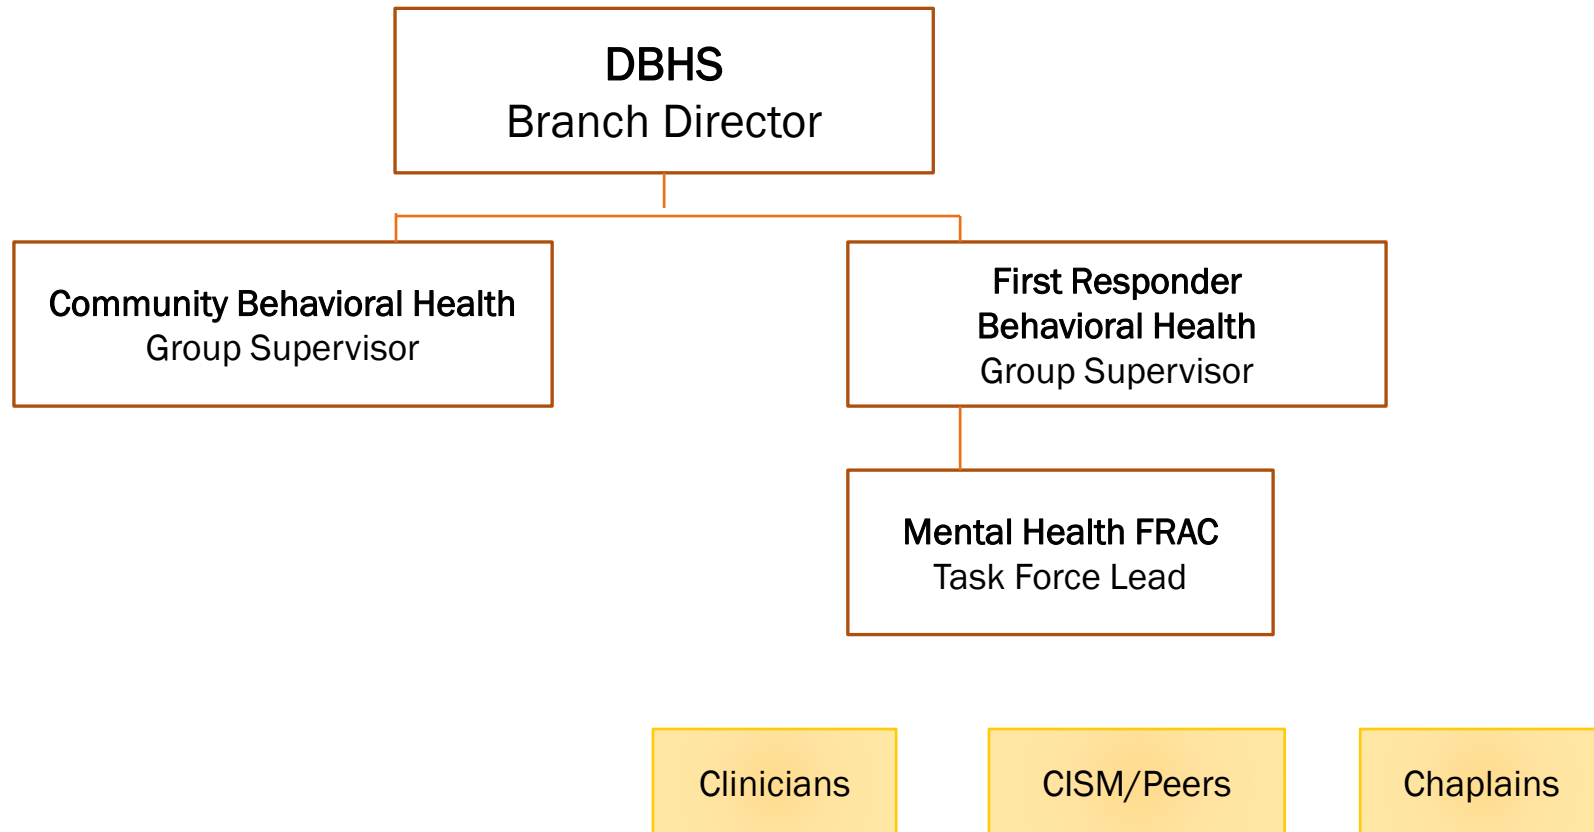 DBHS
Branch Director
Community Behavioral Health
Group Supervisor
First Responder
Behavioral Health
Group Supervisor
Mental Health FRAC
Task Force Lead
Clinicians
CISM/Peers
Chaplains